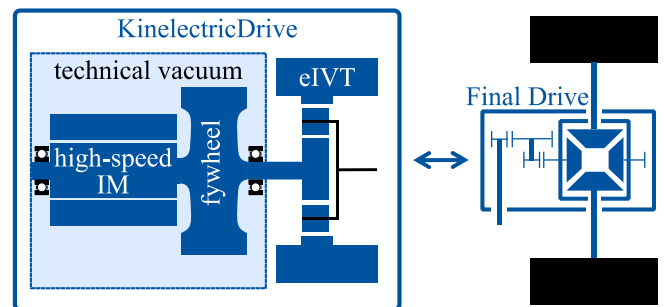 KinelectricDrive
technical vacuum
eIVT
high-speed
IM
fywheel
Final Drive